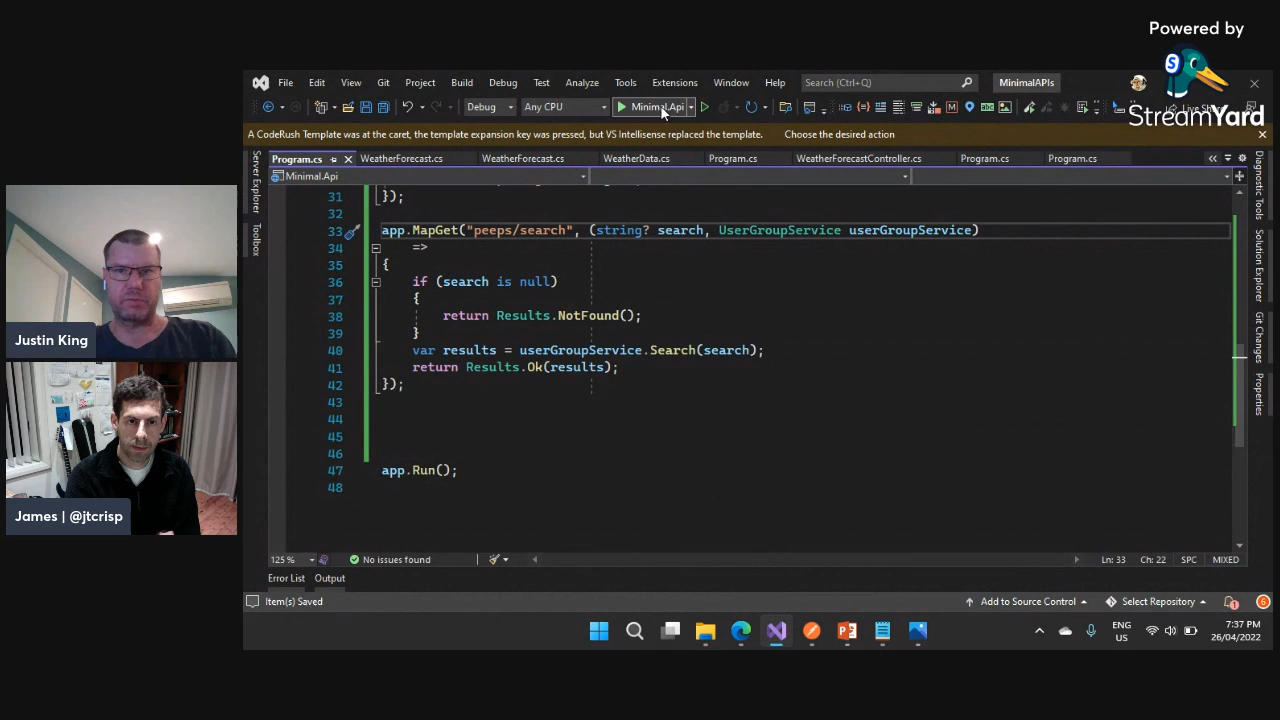 Powered by
S
StreamYard
File Edit View Git Project Build Debug Test Analyze Tools Extensions Window Help Search (Ctrl+Q) MinimalAPIs
Debug Any CPU Minimal.Api Live Share
A CodeRush Template was at the caret, the template expansion key was pressed, but VS Intellisense replaced the template. Choose the desired action
Program.cs WeatherForecast.cs WeatherForecast.cs WeatherData.cs Program.cs WeatherForecastController.cs Program.cs Program.cs
Minimal.Api
Server Explorer
Toolbox
31 });
32
33 app.MapGet("peeps/search", (string? search, UserGroupService userGroupService)
34 =>
35 {
36 if (search is null)
37 {
38 return Results.NotFound();
39 }
40 var results = userGroupService.Search(search);
41 return Results.Ok(results);
42 });
43
44
45
46
47 app.Run();
48
Diagnostic Tools
Solution Explorer
Git Changes
Properties
125 % No issues found Ln: 33 Ch: 22 SPC MIXED
Error List Output
Item(s) Saved Add to Source Control Select Repository 1 6
ENG
US
7:37 PM
26/04/2022
Justin King
James | @jtcrisp